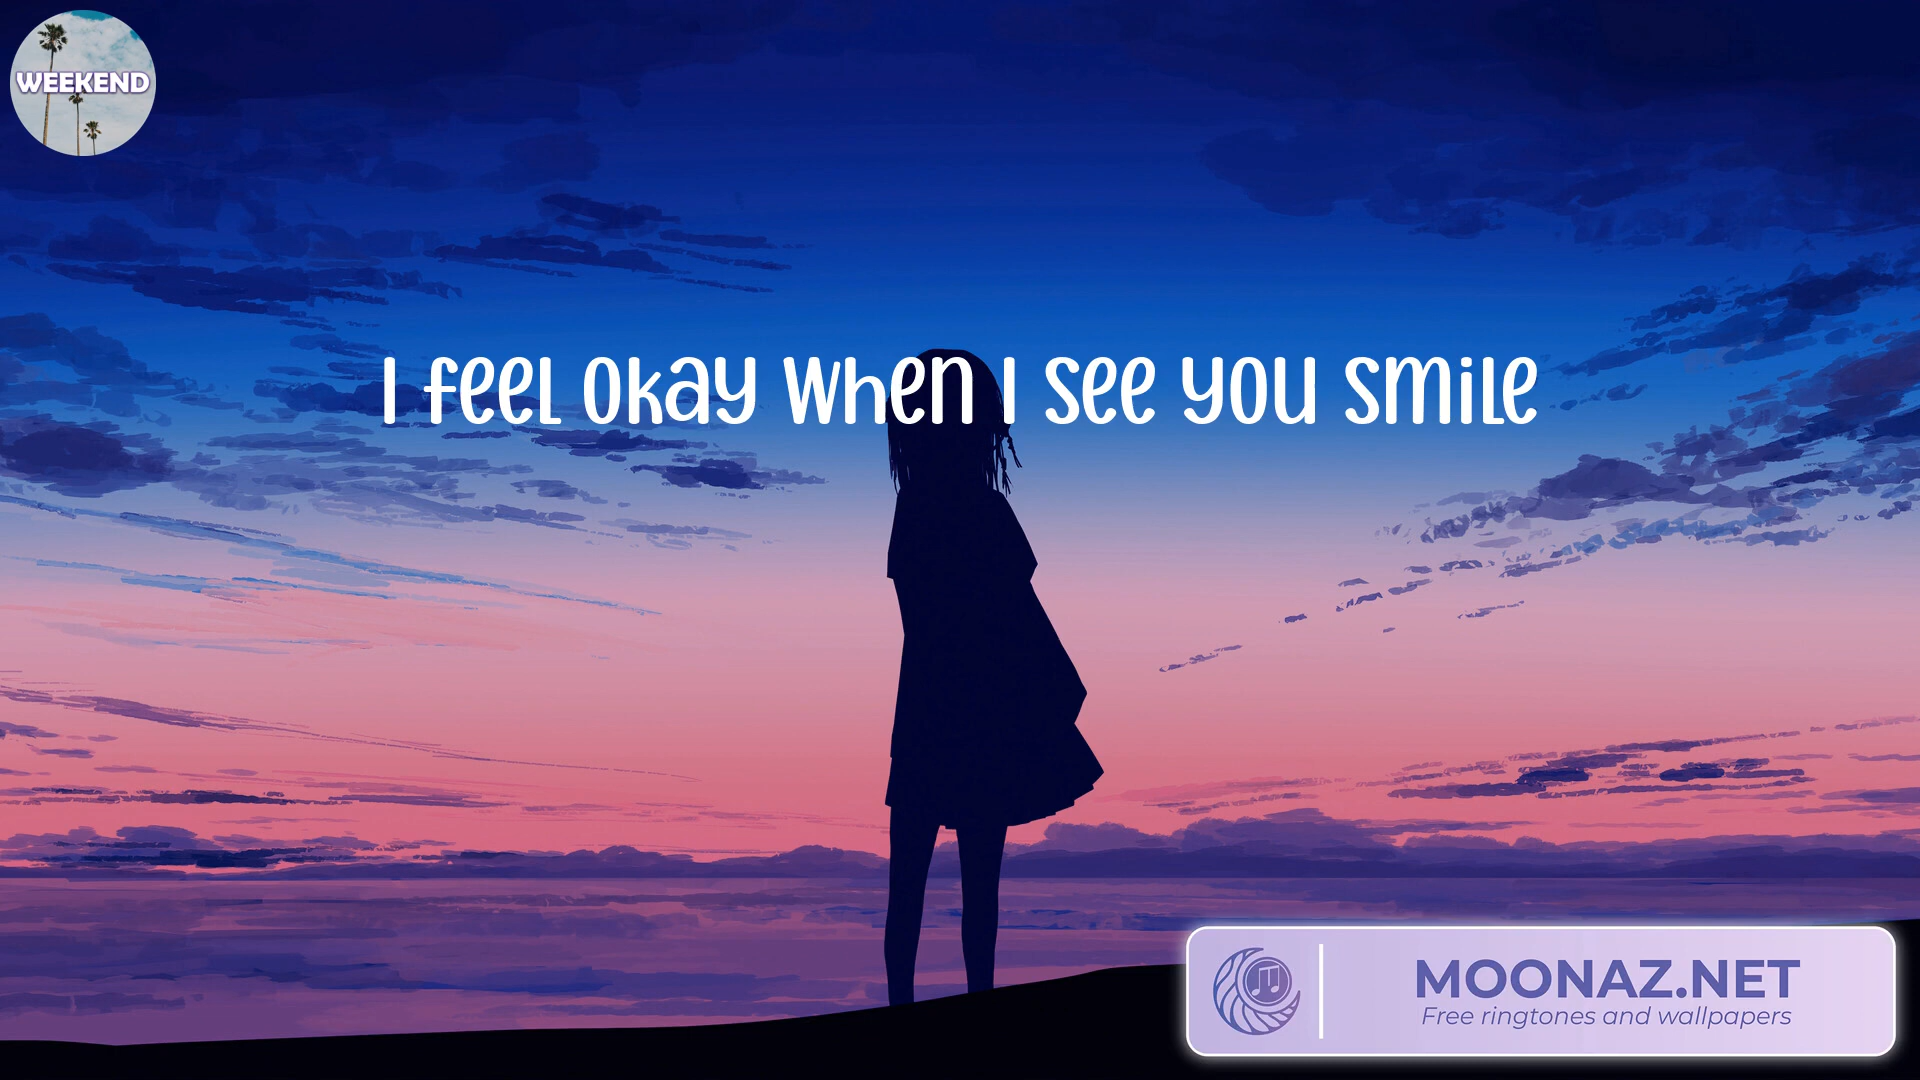 WEEKEND
I feel okay when I see you smile
MOONAZ.NET
Free ringtones and wallpapers